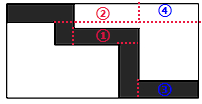 ② ④
①
③